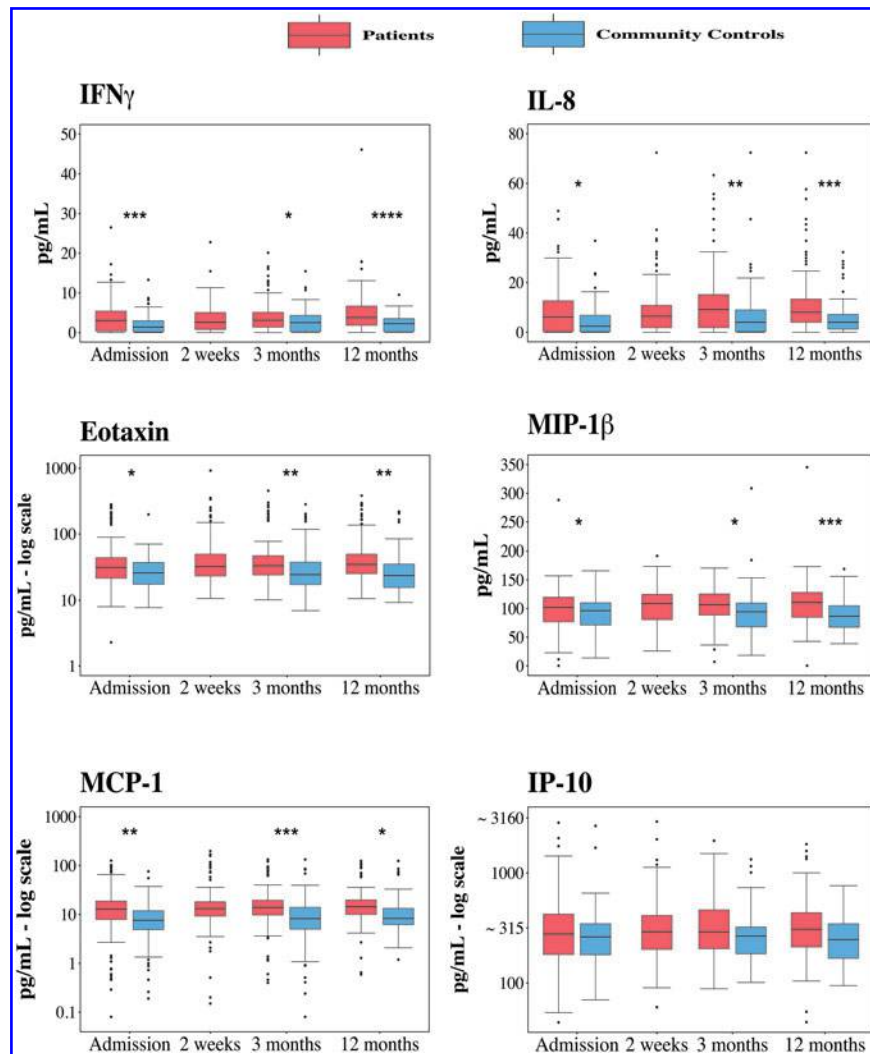 Patients Community Controls
IFNγ
pg/mL
50
40
30
20
10
0
*** * ****
Admission 2 weeks 3 months 12 months
IL-8
pg/mL
80
60
40
20
0
* ** ***
Admission 2 weeks 3 months 12 months
Eotaxin
pg/mL - log scale
1000
100
10
1
* ** **
Admission 2 weeks 3 months 12 months
MIP-1β
pg/mL
350
300
250
200
150
100
50
0
* * ***
Admission 2 weeks 3 months 12 months
MCP-1
pg/mL - log scale
1000
100
10
1
0.1
** *** *
Admission 2 weeks 3 months 12 months
IP-10
pg/mL - log scale
~ 3160
1000
~ 315
100
Admission 2 weeks 3 months 12 months